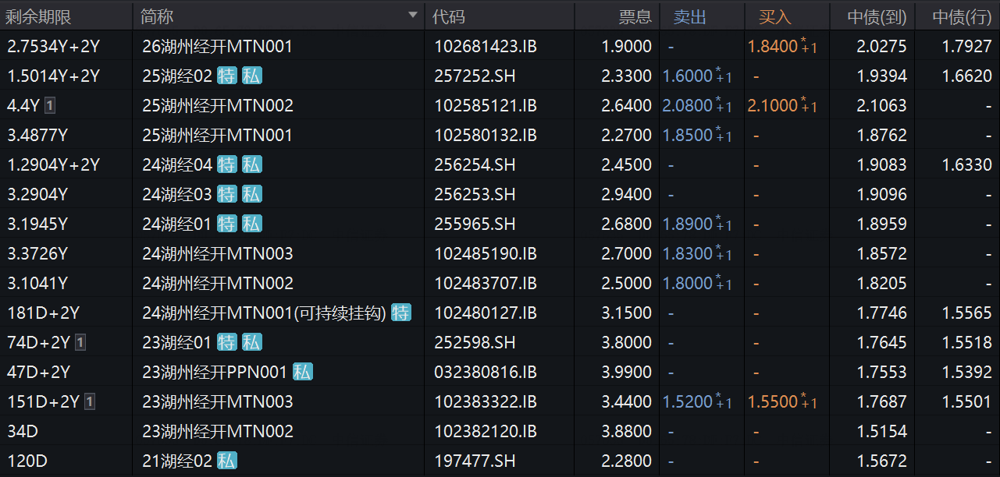 剩余期限 简称 代码 票息 卖出 买入 中债(到) 中债(行)
2.7534Y+2Y 26湖州经开MTN001 102681423.IB 1.9000 - 1.8400*+1 2.0275 1.7927
1.5014Y+2Y 25湖经02 特 私 257252.SH 2.3300 1.6000*+1 - 1.9394 1.6620
4.4Y 1 25湖州经开MTN002 102585121.IB 2.6400 2.0800*+1 2.1000*+1 2.1063 -
3.4877Y 25湖州经开MTN001 102580132.IB 2.2700 1.8500*+1 - 1.8762 -
1.2904Y+2Y 24湖经04 特 私 256254.SH 2.4500 - - 1.9083 1.6330
3.2904Y 24湖经03 特 私 256253.SH 2.9400 - - 1.9096 -
3.1945Y 24湖经01 特 私 255965.SH 2.6800 1.8900*+1 - 1.8959 -
3.3726Y 24湖州经开MTN003 102485190.IB 2.7000 1.8300*+1 - 1.8572 -
3.1041Y 24湖州经开MTN002 102483707.IB 2.5000 1.8000*+1 - 1.8205 -
181D+2Y 24湖州经开MTN001(可持续挂钩) 特 102480127.IB 3.1500 - - 1.7746 1.5565
74D+2Y 1 23湖经01 特 私 252598.SH 3.8000 - - 1.7645 1.5518
47D+2Y 23湖州经开PPN001 私 032380816.IB 3.9900 - - 1.7553 1.5392
151D+2Y 1 23湖州经开MTN003 102383322.IB 3.4400 1.5200*+1 1.5500*+1 1.7687 1.5501
34D 23湖州经开MTN002 102382120.IB 3.8800 - - 1.5154 -
120D 21湖经02 私 197477.SH 2.2800 - - 1.5672 -